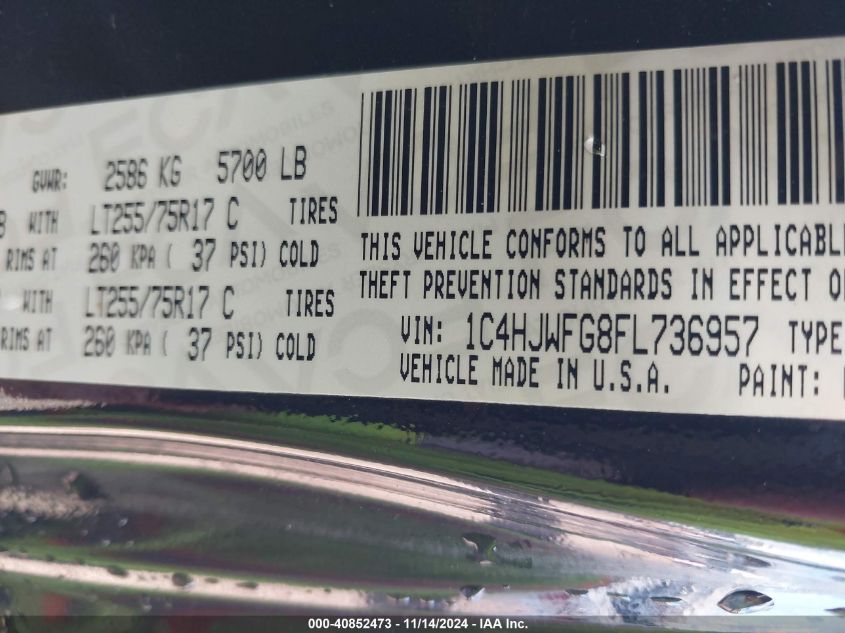 GVWR: 2586 KG 5700 LB
WITH LT255/75R17 C TIRES
RIMS AT 260 KPA ( 37 PSI) COLD
WITH LT255/75R17 C TIRES
RIMS AT 260 KPA ( 37 PSI) COLD
THIS VEHICLE CONFORMS TO ALL APPLICABL
THEFT PREVENTION STANDARDS IN EFFECT O
VIN: 1C4HJWFG8FL736957 TYPE
VEHICLE MADE IN U.S.A. PAINT:
000-40852473 - 11/14/2024 - IAA Inc.